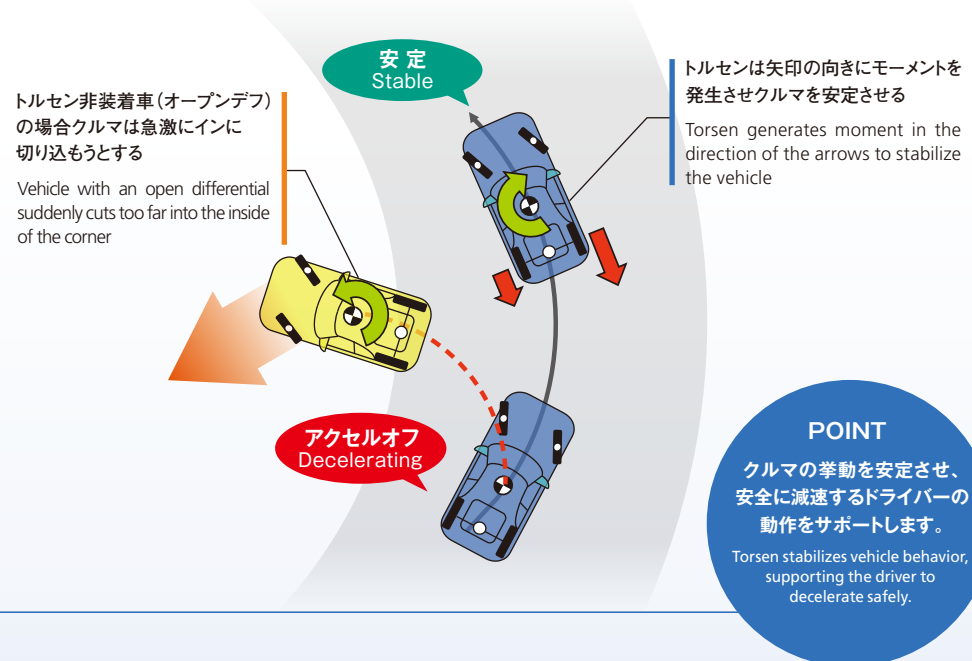 安 定
Stable
トルセン非装着車(オープンデフ)
の場合クルマは急激にインに
切り込もうとする
Vehicle with an open differential
suddenly cuts too far into the inside
of the corner
トルセンは矢印の向きにモーメントを
発生させクルマを安定させる
Torsen generates moment in the
direction of the arrows to stabilize
the vehicle
アクセルオフ
Decelerating
POINT
クルマの挙動を安定させ、
安全に減速するドライバーの
動作をサポートします。
Torsen stabilizes vehicle behavior,
supporting the driver to
decelerate safely.